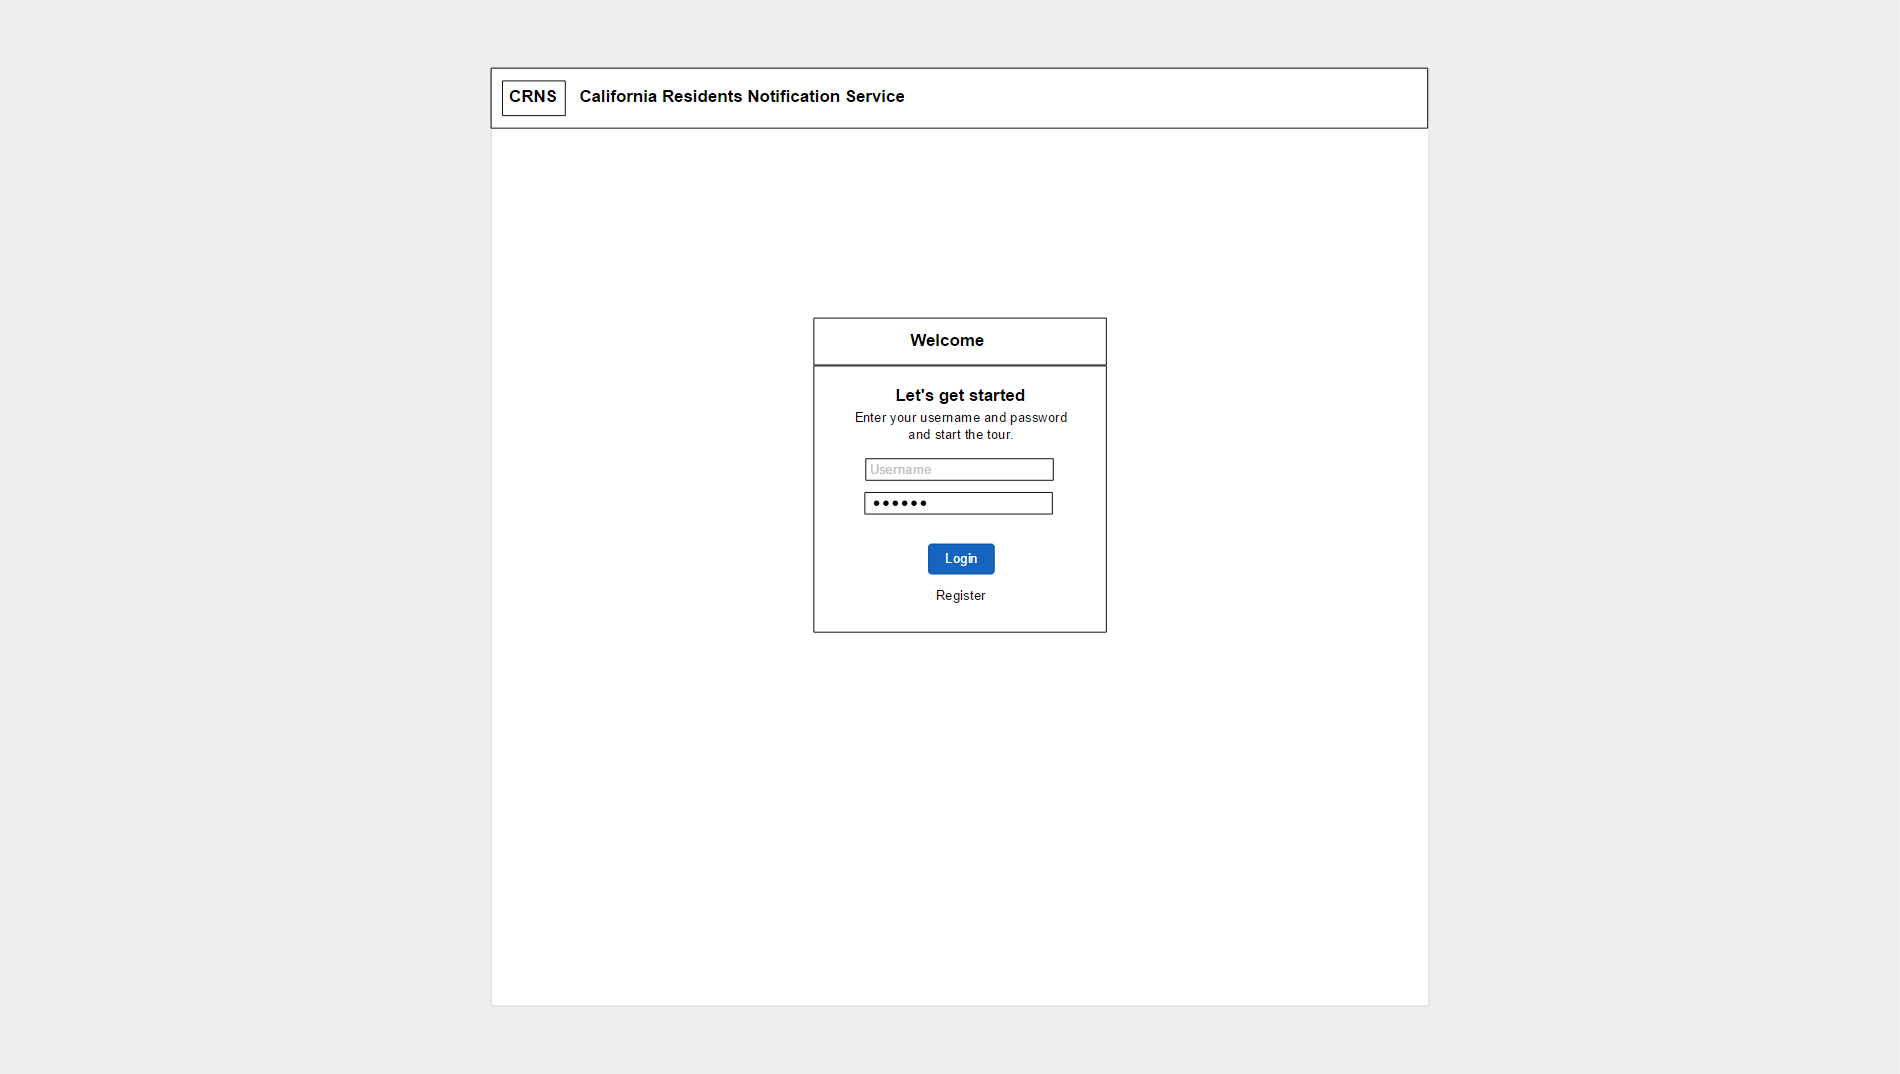 CRNS California Residents Notification Service
Welcome
Let's get started
Enter your username and password
and start the tour.
Username
••••••
Login
Register